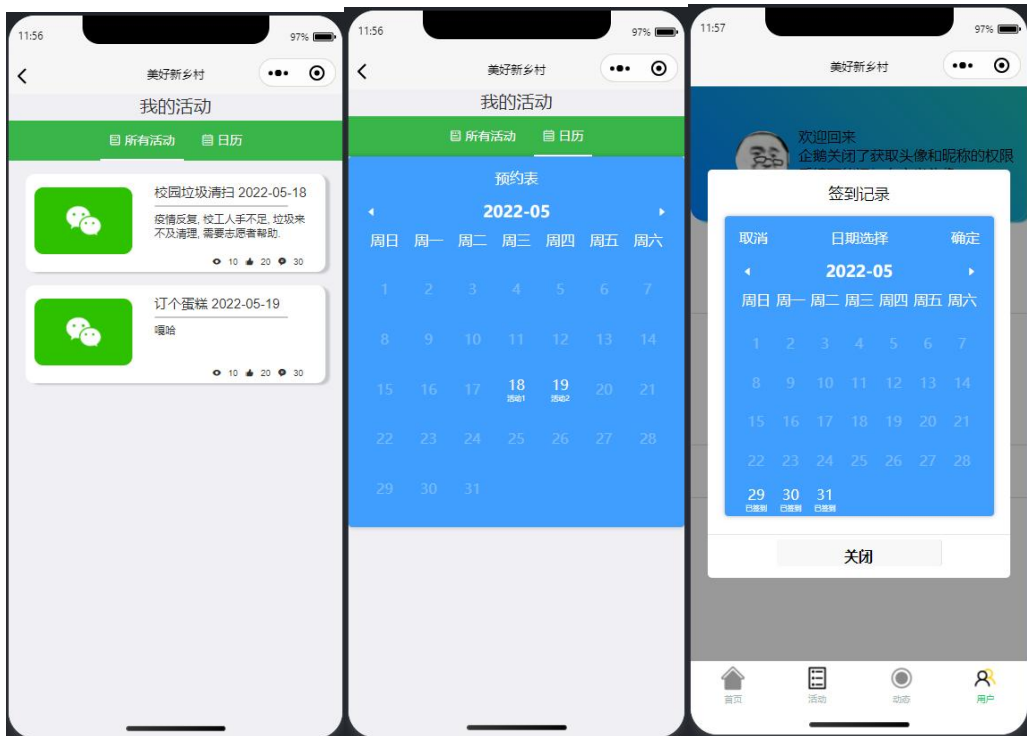 11:56
97%
美好新乡村
我的活动
所有活动 日历
校园垃圾清扫 2022-05-18
疫情反复, 校工人手不足, 垃圾来
不及清理, 需要志愿者帮助.
10 20 30
订个蛋糕 2022-05-19
嘎哈
10 20 30
11:56
97%
美好新乡村
我的活动
所有活动 日历
预约表
2022-05
周日 周一 周二 周三 周四 周五 周六
1 2 3 4 5 6 7
8 9 10 11 12 13 14
15 16 17 18 19 20 21
活动1 活动2
22 23 24 25 26 27 28
29 30 31
11:57
97%
美好新乡村
欢迎回来
企鹅关闭了获取头像和昵称的权限
签到记录
取消 日期选择 确定
2022-05
周日 周一 周二 周三 周四 周五 周六
1 2 3 4 5 6 7
8 9 10 11 12 13 14
15 16 17 18 19 20 21
22 23 24 25 26 27 28
29 30 31
已签到 已签到 已签到
关闭
首页 活动 动态 用户